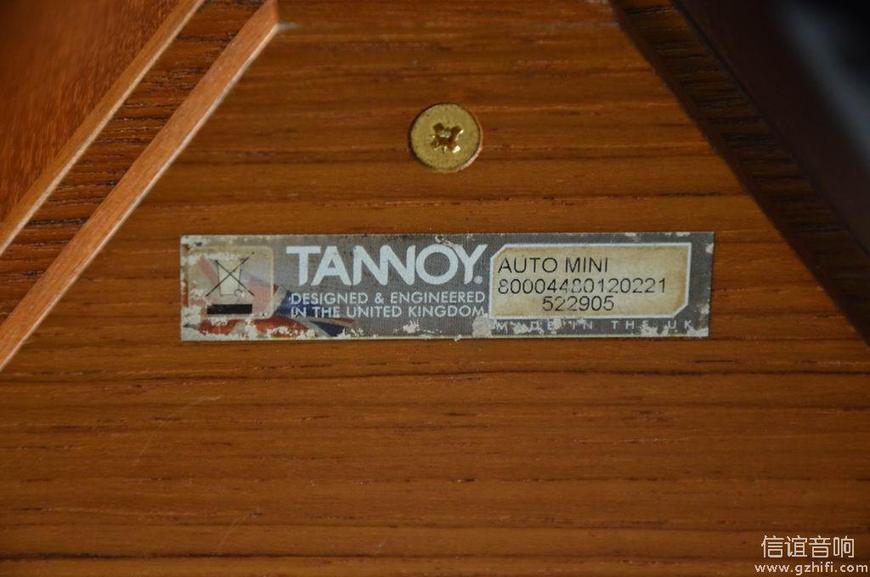 TANNOY
DESIGNED & ENGINEERED
IN THE UNITED KINGDOM
AUTO MINI
80004480120221
522905
MADE IN THE UK
信谊音响
www.gzhifi.com